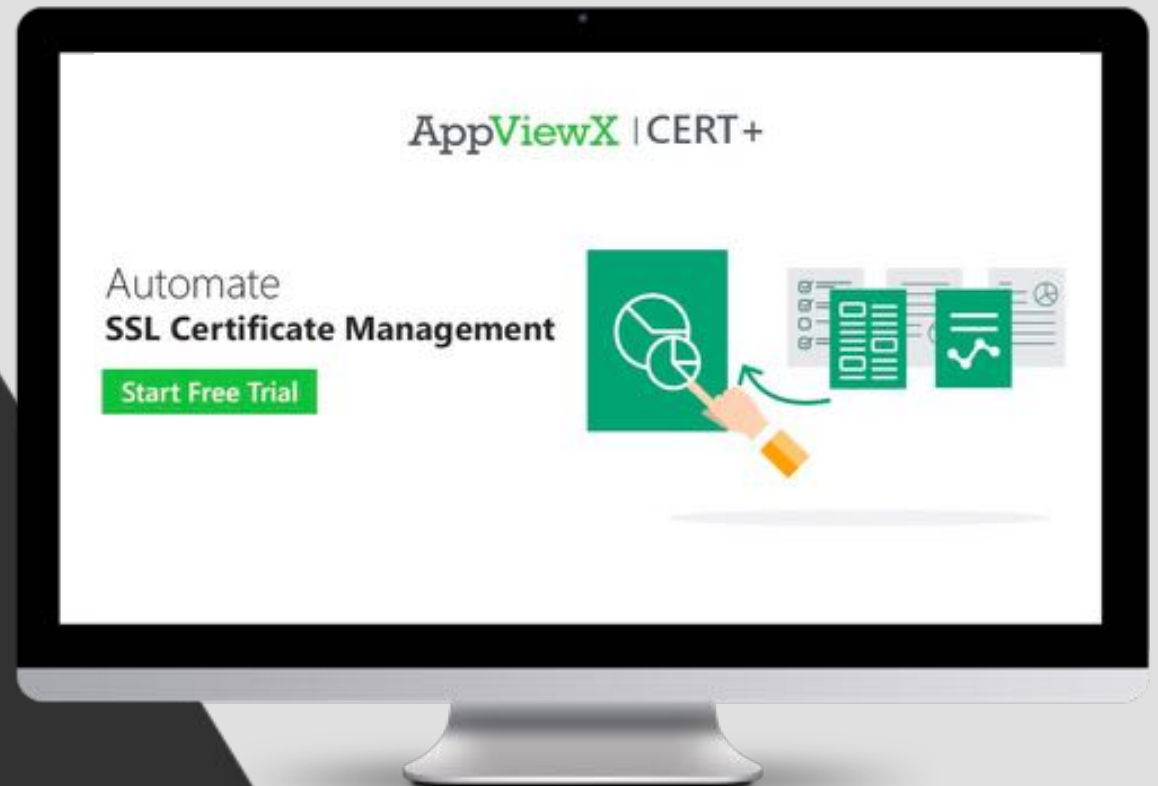 AppViewX | CERT+
Automate
SSL Certificate Management
Start Free Trial